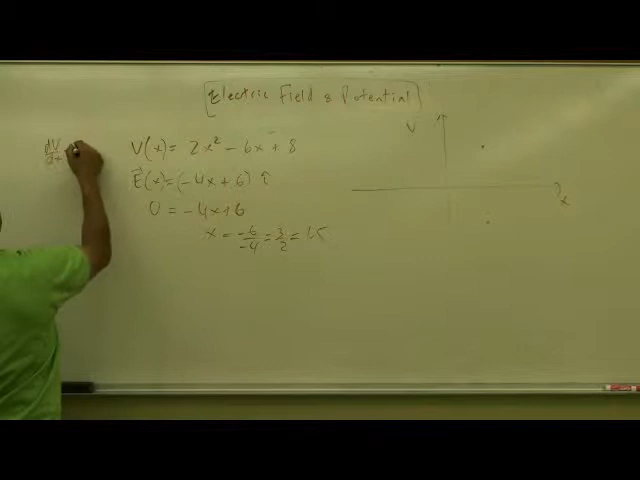 Electric Field & Potential
dV/dx
V(x) = 2x² - 6x + 8
E⃗(x) = (-4x + 6) î
0 = -4x + 6
x = -6/-4 = 3/2 = 1.5
V
x